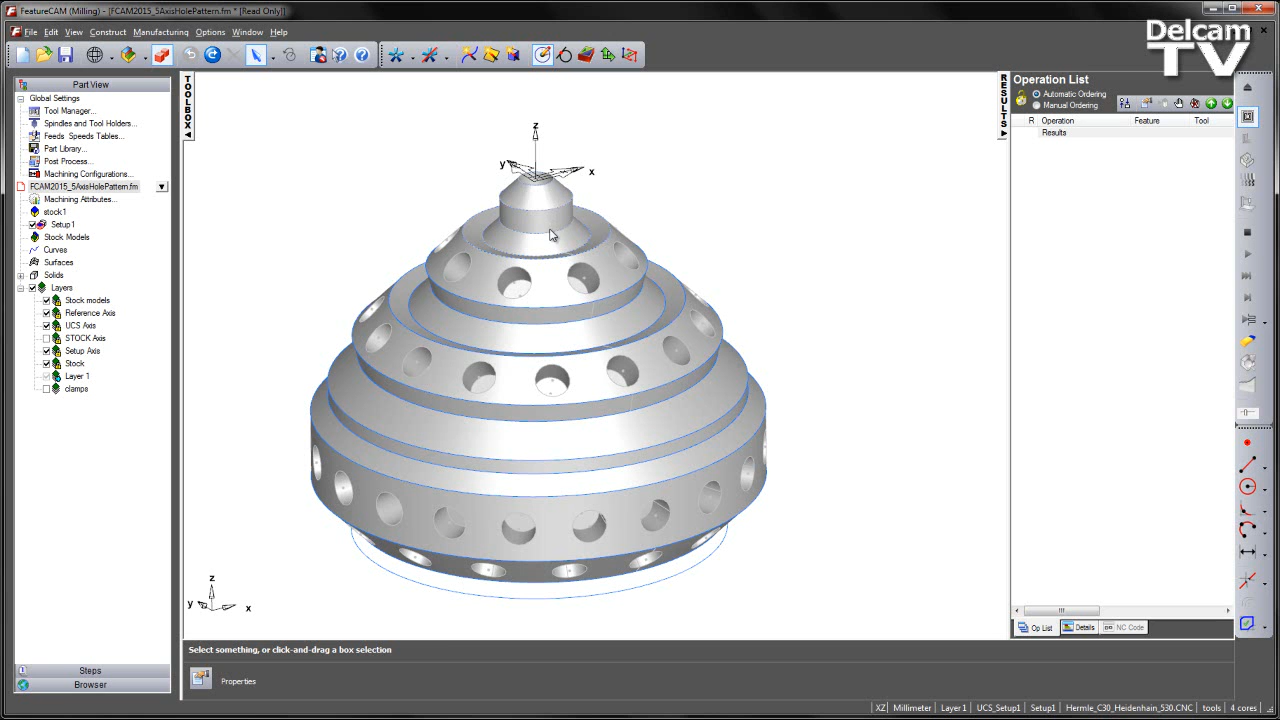 FeatureCAM (Milling) - [FCAM2015_5AxisHolePattern.fm * [Read Only]]
File Edit View Construct Manufacturing Options Window Help
Delcam
TV
Part View
Global Settings
Tool Manager...
Spindles and Tool Holders...
Feeds Speeds Tables...
Part Library...
Post Process...
Machining Configurations...
FCAM2015_5AxisHolePattern.fm
Machining Attributes...
stock1
Setup1
Stock Models
Curves
Surfaces
Solids
Layers
Stock models
Reference Axis
UCS Axis
STOCK Axis
Setup Axis
Stock
Layer 1
clamps
Steps
Browser
TOOLBOX
z
y
x
z
y
x
RESULTS
Operation List
Automatic Ordering
Manual Ordering
R Operation Feature Tool
Results
Op List Details NC Code
Select something, or click-and-drag a box selection
Properties
XZ Millimeter Layer 1 UCS_Setup1 Setup1 Hermle_C30_Heidenhain_530.CNC tools 4 cores